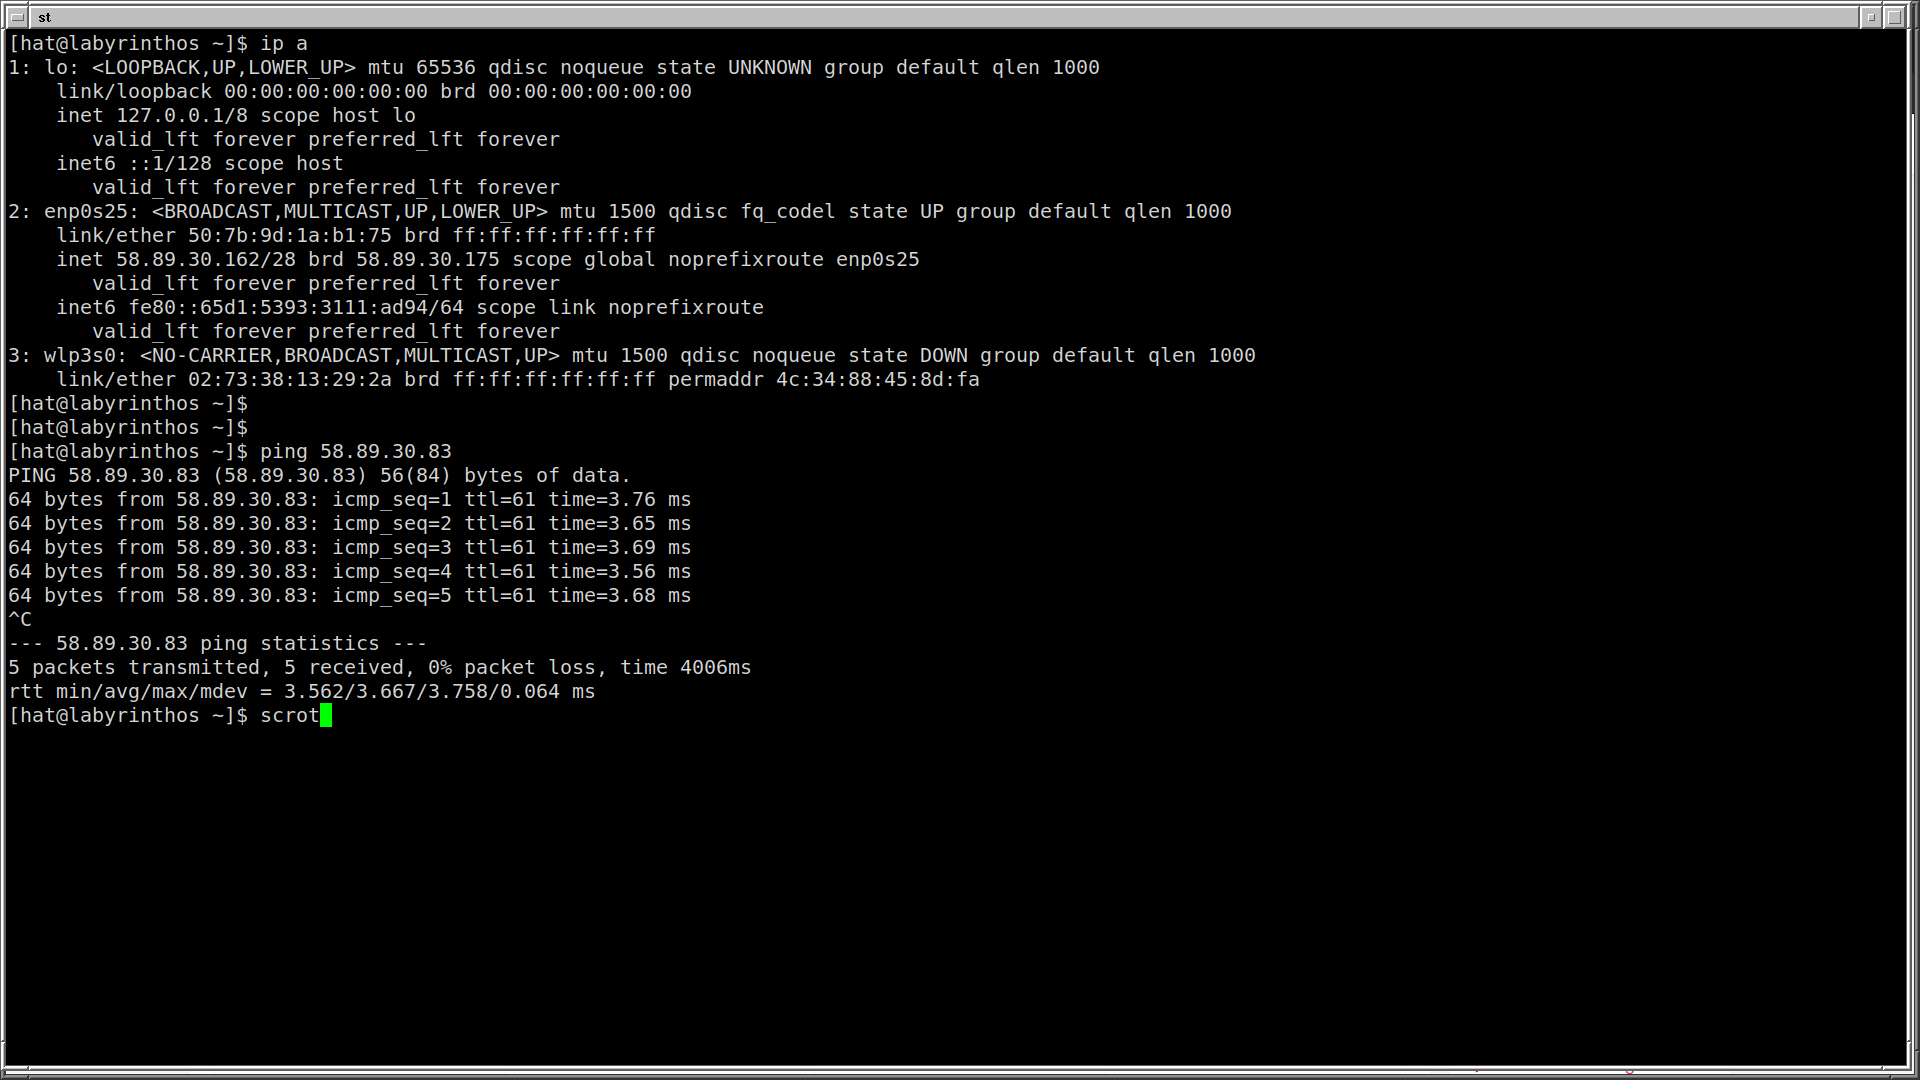 st
[hat@labyrinthos ~]$ ip a
1: lo: <LOOPBACK,UP,LOWER_UP> mtu 65536 qdisc noqueue state UNKNOWN group default qlen 1000
    link/loopback 00:00:00:00:00:00 brd 00:00:00:00:00:00
    inet 127.0.0.1/8 scope host lo
       valid_lft forever preferred_lft forever
    inet6 ::1/128 scope host
       valid_lft forever preferred_lft forever
2: enp0s25: <BROADCAST,MULTICAST,UP,LOWER_UP> mtu 1500 qdisc fq_codel state UP group default qlen 1000
    link/ether 50:7b:9d:1a:b1:75 brd ff:ff:ff:ff:ff:ff
    inet 58.89.30.162/28 brd 58.89.30.175 scope global noprefixroute enp0s25
       valid_lft forever preferred_lft forever
    inet6 fe80::65d1:5393:3111:ad94/64 scope link noprefixroute
       valid_lft forever preferred_lft forever
3: wlp3s0: <NO-CARRIER,BROADCAST,MULTICAST,UP> mtu 1500 qdisc noqueue state DOWN group default qlen 1000
    link/ether 02:73:38:13:29:2a brd ff:ff:ff:ff:ff:ff permaddr 4c:34:88:45:8d:fa
[hat@labyrinthos ~]$
[hat@labyrinthos ~]$
[hat@labyrinthos ~]$ ping 58.89.30.83
PING 58.89.30.83 (58.89.30.83) 56(84) bytes of data.
64 bytes from 58.89.30.83: icmp_seq=1 ttl=61 time=3.76 ms
64 bytes from 58.89.30.83: icmp_seq=2 ttl=61 time=3.65 ms
64 bytes from 58.89.30.83: icmp_seq=3 ttl=61 time=3.69 ms
64 bytes from 58.89.30.83: icmp_seq=4 ttl=61 time=3.56 ms
64 bytes from 58.89.30.83: icmp_seq=5 ttl=61 time=3.68 ms
^C
--- 58.89.30.83 ping statistics ---
5 packets transmitted, 5 received, 0% packet loss, time 4006ms
rtt min/avg/max/mdev = 3.562/3.667/3.758/0.064 ms
[hat@labyrinthos ~]$ scrot